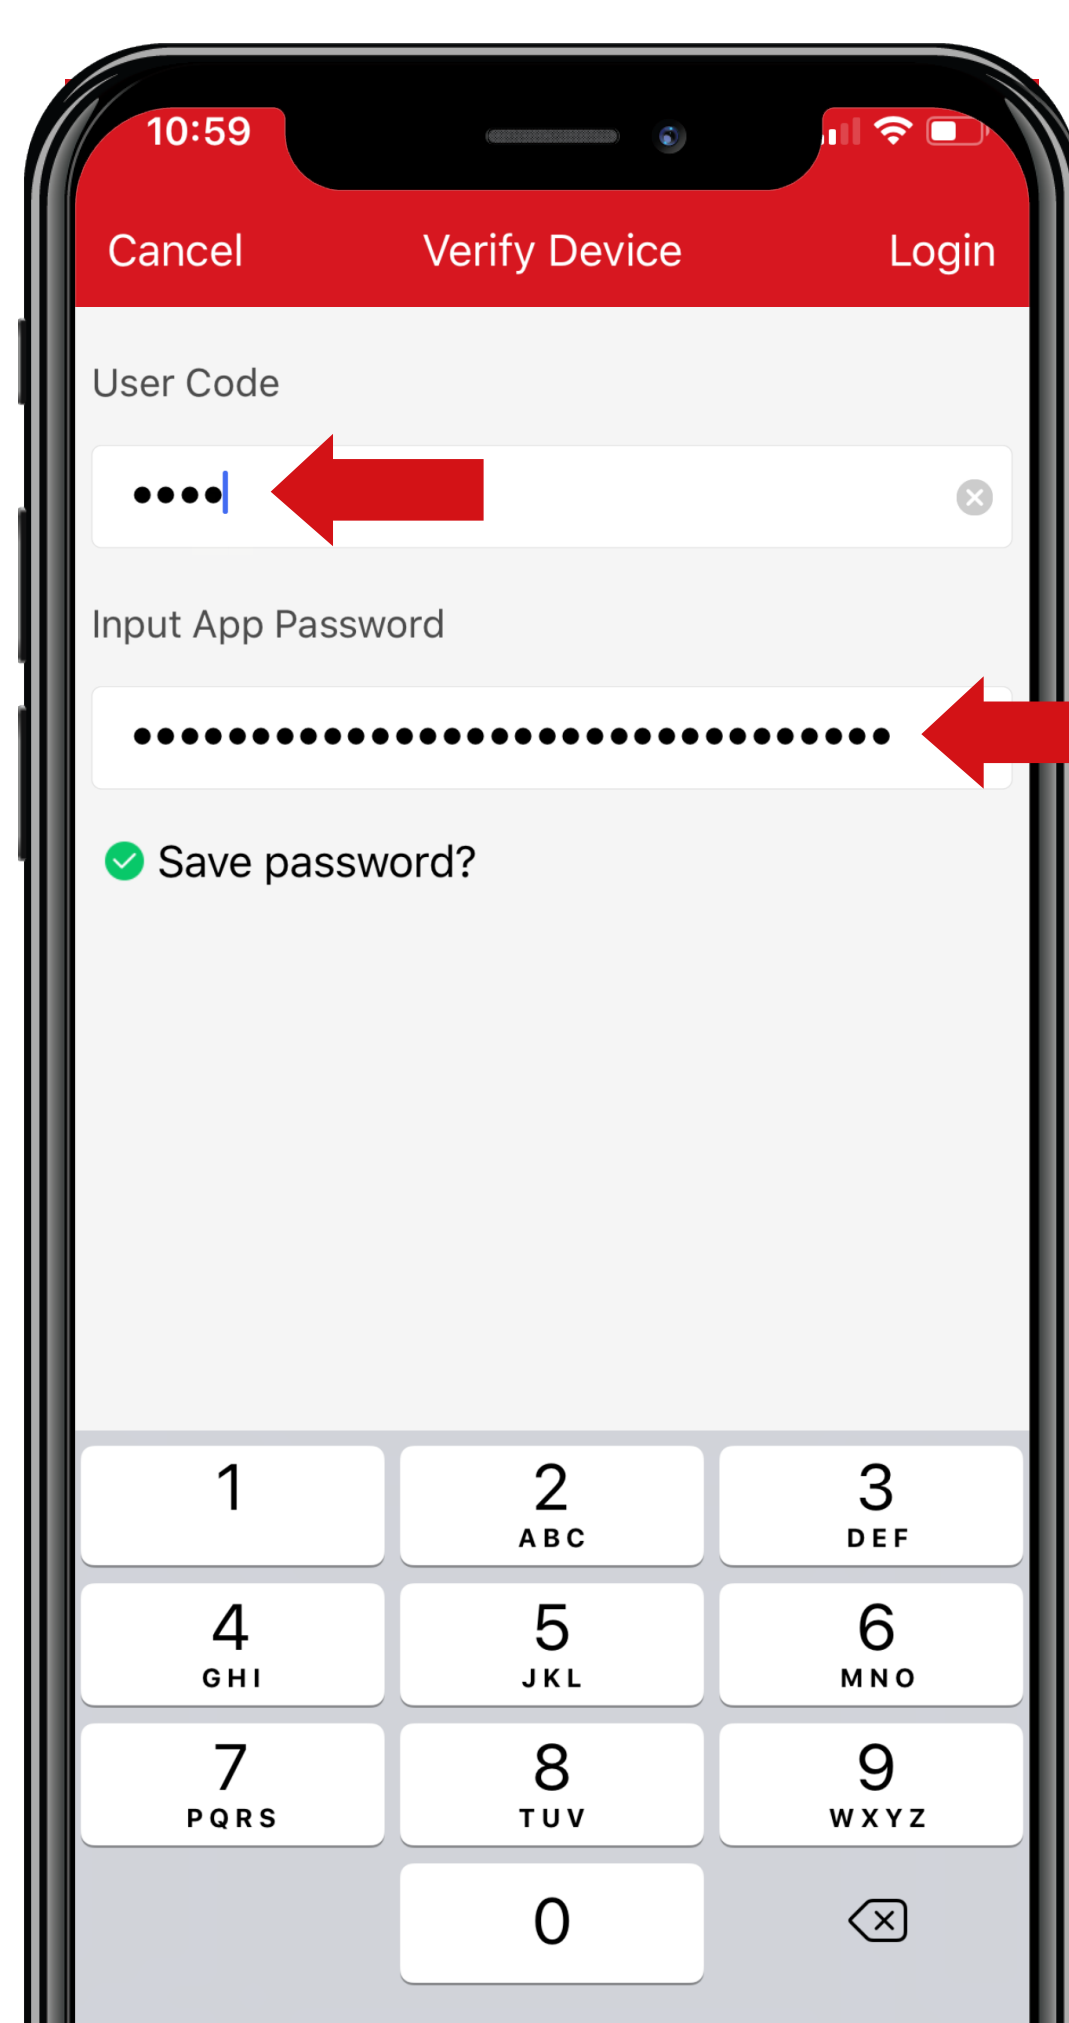 10:59
Cancel Verify Device Login
User Code
••••
Input App Password
••••••••••••••••••••••••••••••••
Save password?
1 2 3
ABC DEF
4 5 6
GHI JKL MNO
7 8 9
PQRS TUV WXYZ
0